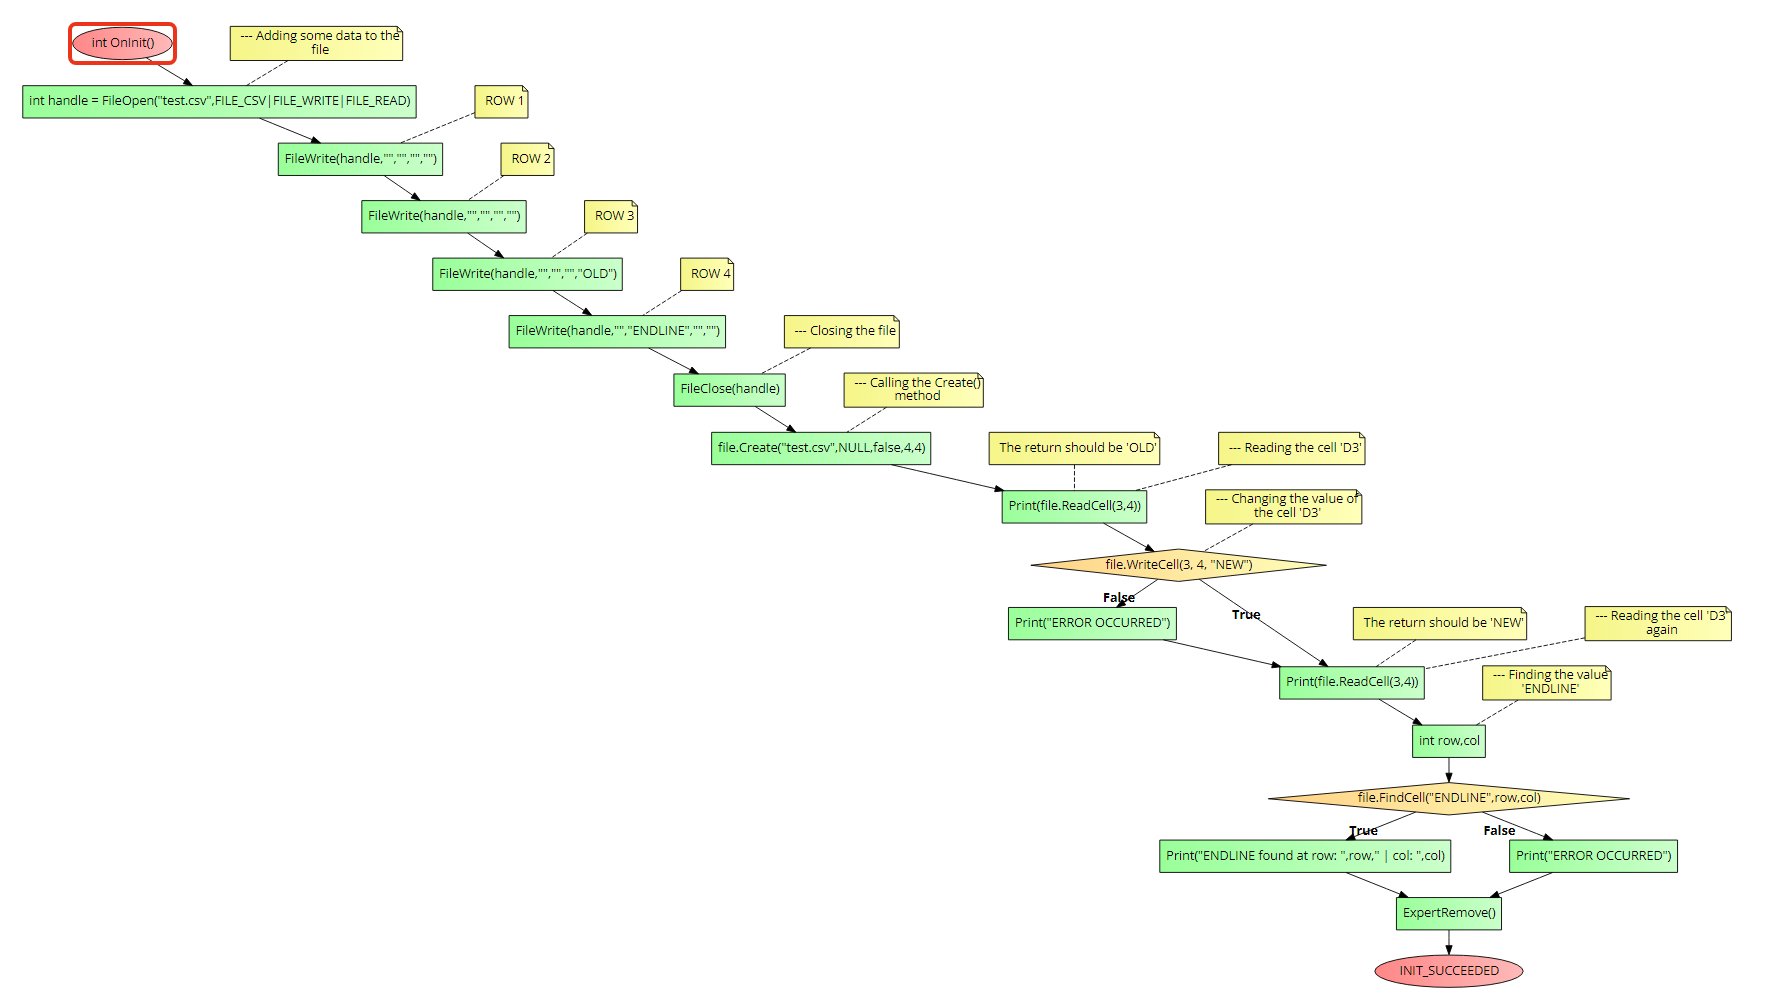 int OnInit()
--- Adding some data to the
file
int handle = FileOpen("test.csv",FILE_CSV|FILE_WRITE|FILE_READ)
ROW 1
FileWrite(handle,"","","","")
ROW 2
FileWrite(handle,"","","","")
ROW 3
FileWrite(handle,"","","","OLD")
ROW 4
FileWrite(handle,"","ENDLINE","","")
--- Closing the file
FileClose(handle)
--- Calling the Create()
method
file.Create("test.csv",NULL,false,4,4)
The return should be 'OLD'
--- Reading the cell 'D3'
Print(file.ReadCell(3,4))
--- Changing the value of
the cell 'D3'
file.WriteCell(3, 4, "NEW")
False
True
Print("ERROR OCCURRED")
The return should be 'NEW'
--- Reading the cell 'D3'
again
Print(file.ReadCell(3,4))
--- Finding the value
'ENDLINE'
int row,col
file.FindCell("ENDLINE",row,col)
True
False
Print("ENDLINE found at row: ",row," | col: ",col)
Print("ERROR OCCURRED")
ExpertRemove()
INIT_SUCCEEDED